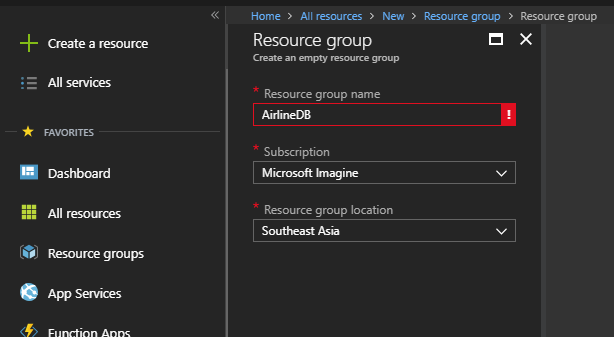 Create a resource
All services
FAVORITES
Dashboard
All resources
Resource groups
App Services
Function Apps
Home > All resources > New > Resource group > Resource group
Resource group
Create an empty resource group
* Resource group name
AirlineDB !
* Subscription
Microsoft Imagine
* Resource group location
Southeast Asia